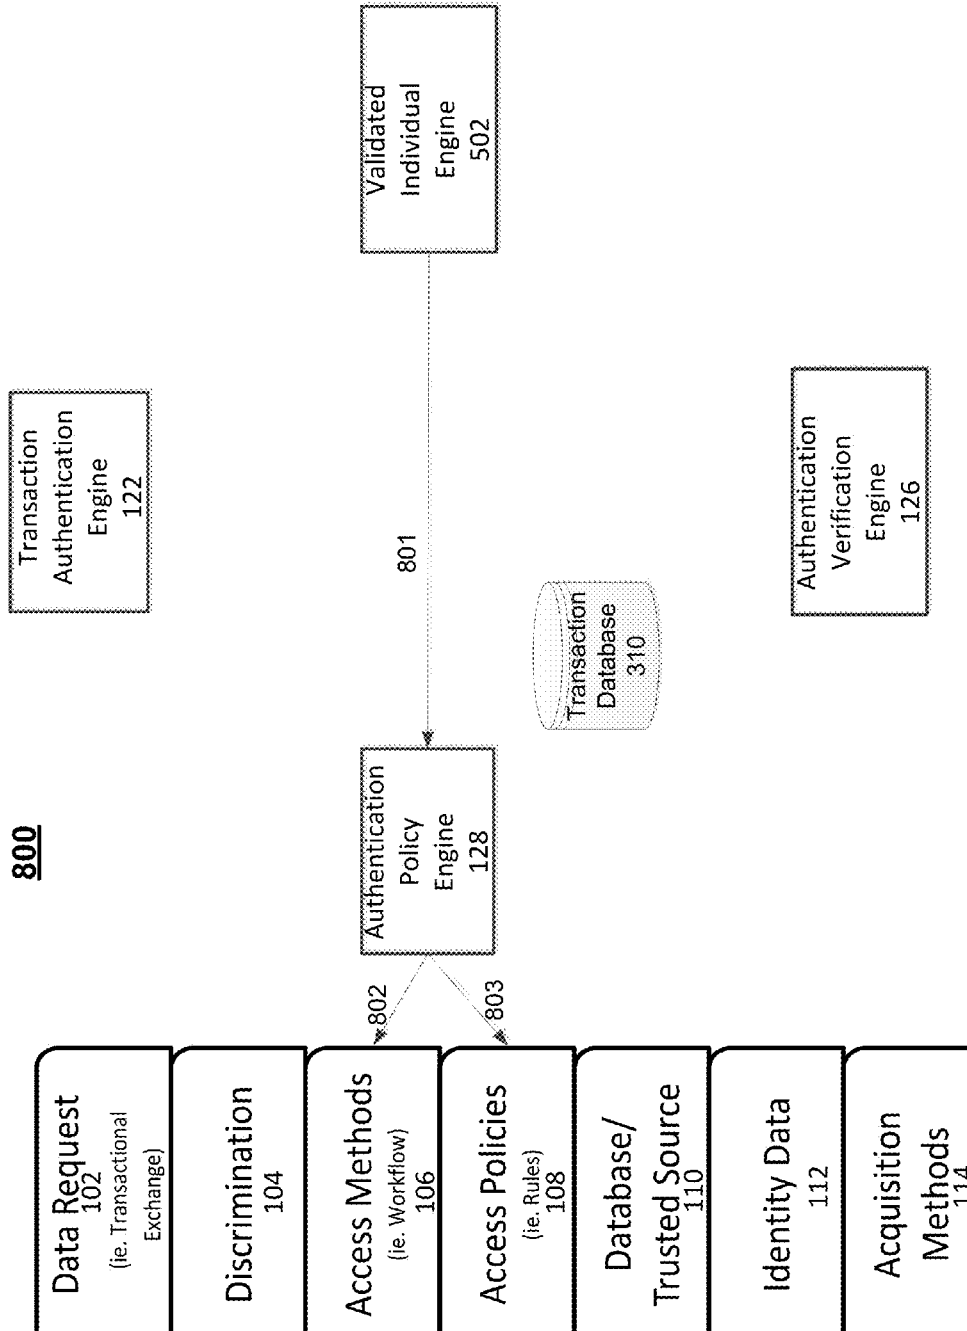 800
Data Request
102
(ie. Transactional
Exchange)
Discrimination
104
Access Methods
(ie. Workflow)
106
Access Policies
(ie. Rules)
108
Database/
Trusted Source
110
Identity Data
112
Acquisition
Methods
114
802
803
Authentication
Policy
Engine
128
801
Transaction
Database
310
Transaction
Authentication
Engine
122
Authentication
Verification
Engine
126
Validated
Individual
Engine
502